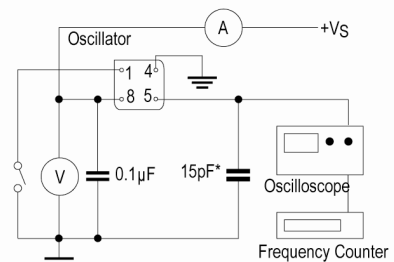 A
+VS
Oscillator
1 4
8 5
V
0.1µF
15pF*
Oscilloscope
Frequency Counter